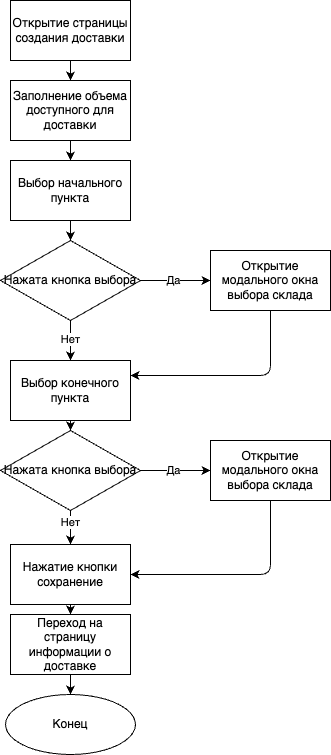 Открытие страницы
создания доставки
Заполнение объема
доступного для
доставки
Выбор начального
пункта
Нажата кнопка выбора
Да
Открытие
модального окна
выбора склада
Нет
Выбор конечного
пункта
Нажата кнопка выбора
Да
Открытие
модального окна
выбора склада
Нет
Нажатие кнопки
сохранение
Переход на
страницу
информации о
доставке
Конец